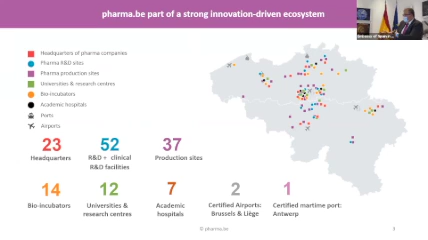 pharma.be part of a strong innovation-driven ecosystem
Headquarters of pharma companies
Pharma R&D sites
Pharma production sites
Universities & research centres
Bio-incubators
Academic hospitals
Ports
Airports
23
Headquarters
52
R&D + clinical
R&D facilities
37
Production sites
14
Bio-incubators
12
Universities &
research centres
7
Academic
hospitals
2
Certified Airports:
Brussels & Liège
1
Certified martime port:
Antwerp
© pharma.be